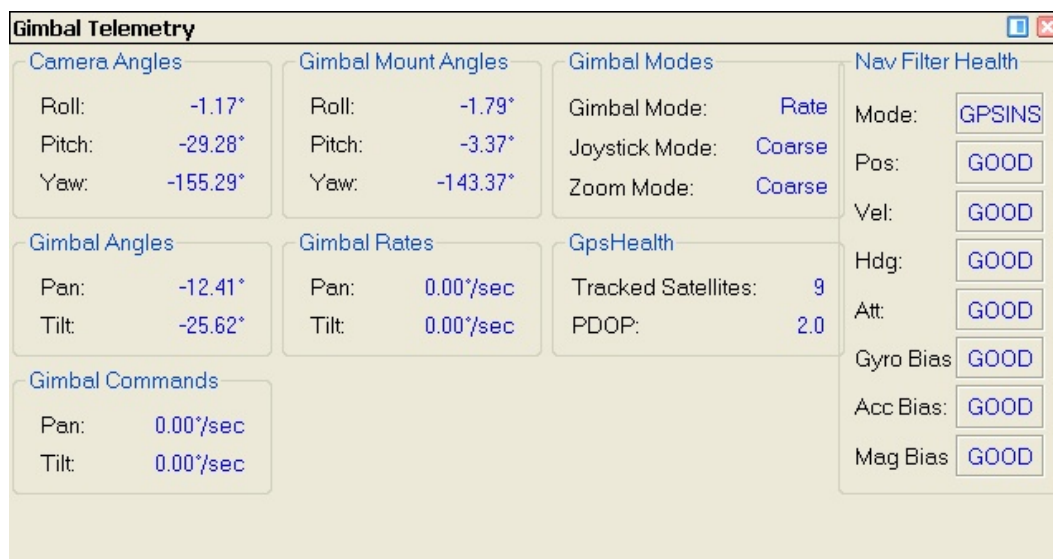 Gimbal Telemetry
Camera Angles
Roll: -1.17°
Pitch: -29.28°
Yaw: -155.29°
Gimbal Mount Angles
Roll: -1.79°
Pitch: -3.37°
Yaw: -143.37°
Gimbal Modes
Gimbal Mode: Rate
Joystick Mode: Coarse
Zoom Mode: Coarse
Nav Filter Health
Mode: GPSINS
Pos: GOOD
Vel: GOOD
Hdg: GOOD
Att: GOOD
Gyro Bias GOOD
Acc Bias: GOOD
Mag Bias GOOD
Gimbal Angles
Pan: -12.41°
Tilt: -25.62°
Gimbal Rates
Pan: 0.00°/sec
Tilt: 0.00°/sec
GpsHealth
Tracked Satellites: 9
PDOP: 2.0
Gimbal Commands
Pan: 0.00°/sec
Tilt: 0.00°/sec